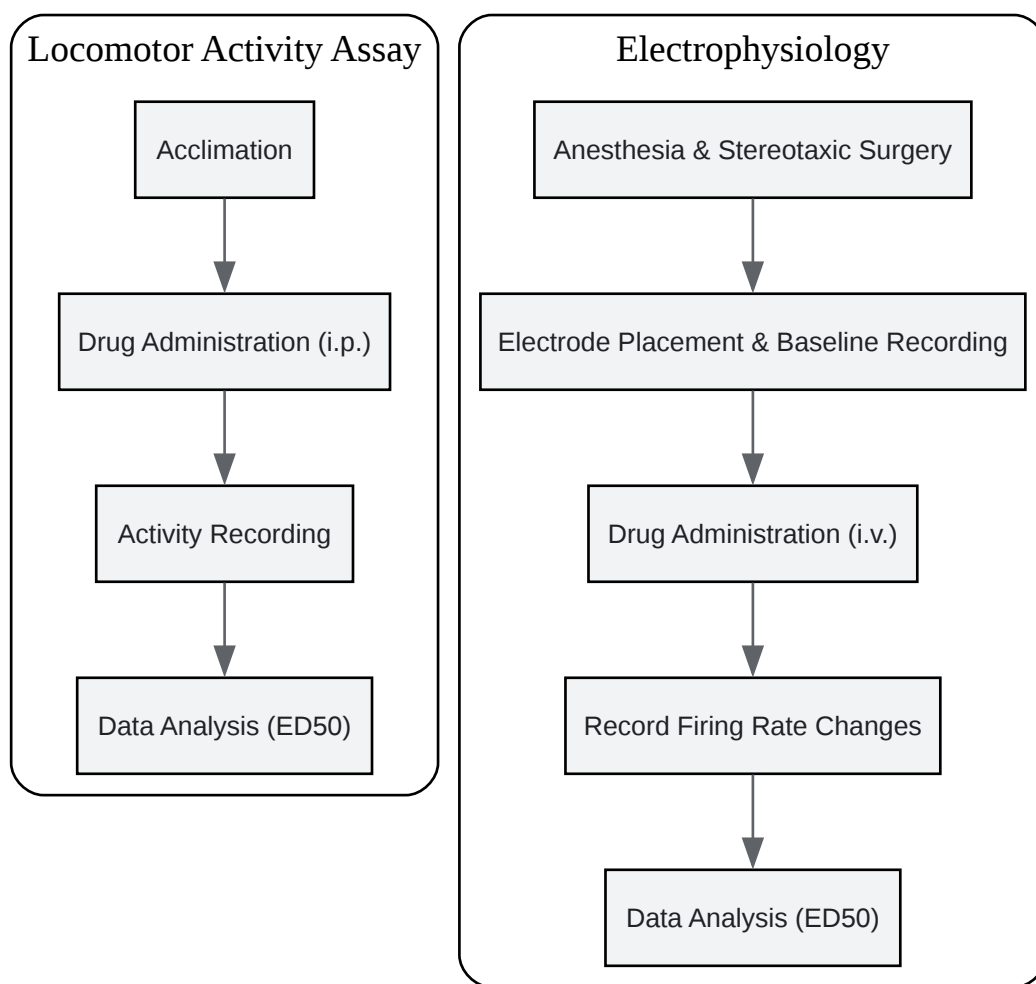 Locomotor Activity Assay
Acclimation
Drug Administration (i.p.)
Activity Recording
Data Analysis (ED50)
Electrophysiology
Anesthesia & Stereotaxic Surgery
Electrode Placement & Baseline Recording
Drug Administration (i.v.)
Record Firing Rate Changes
Data Analysis (ED50)